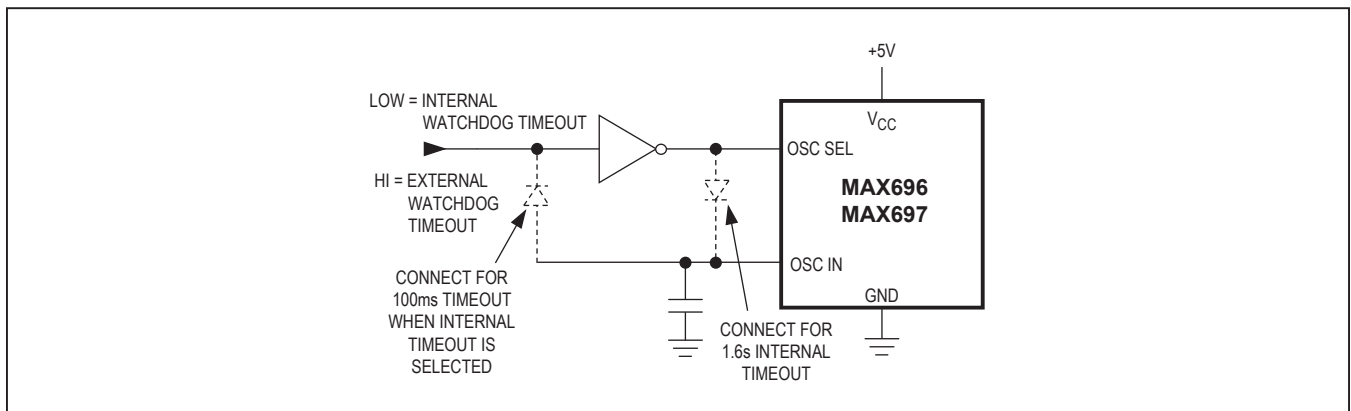 +5V
LOW = INTERNAL
WATCHDOG TIMEOUT
VCC
OSC SEL
HI = EXTERNAL
WATCHDOG
TIMEOUT
MAX696
MAX697
OSC IN
CONNECT FOR
100ms TIMEOUT
WHEN INTERNAL
TIMEOUT IS
SELECTED
GND
CONNECT FOR
1.6s INTERNAL
TIMEOUT